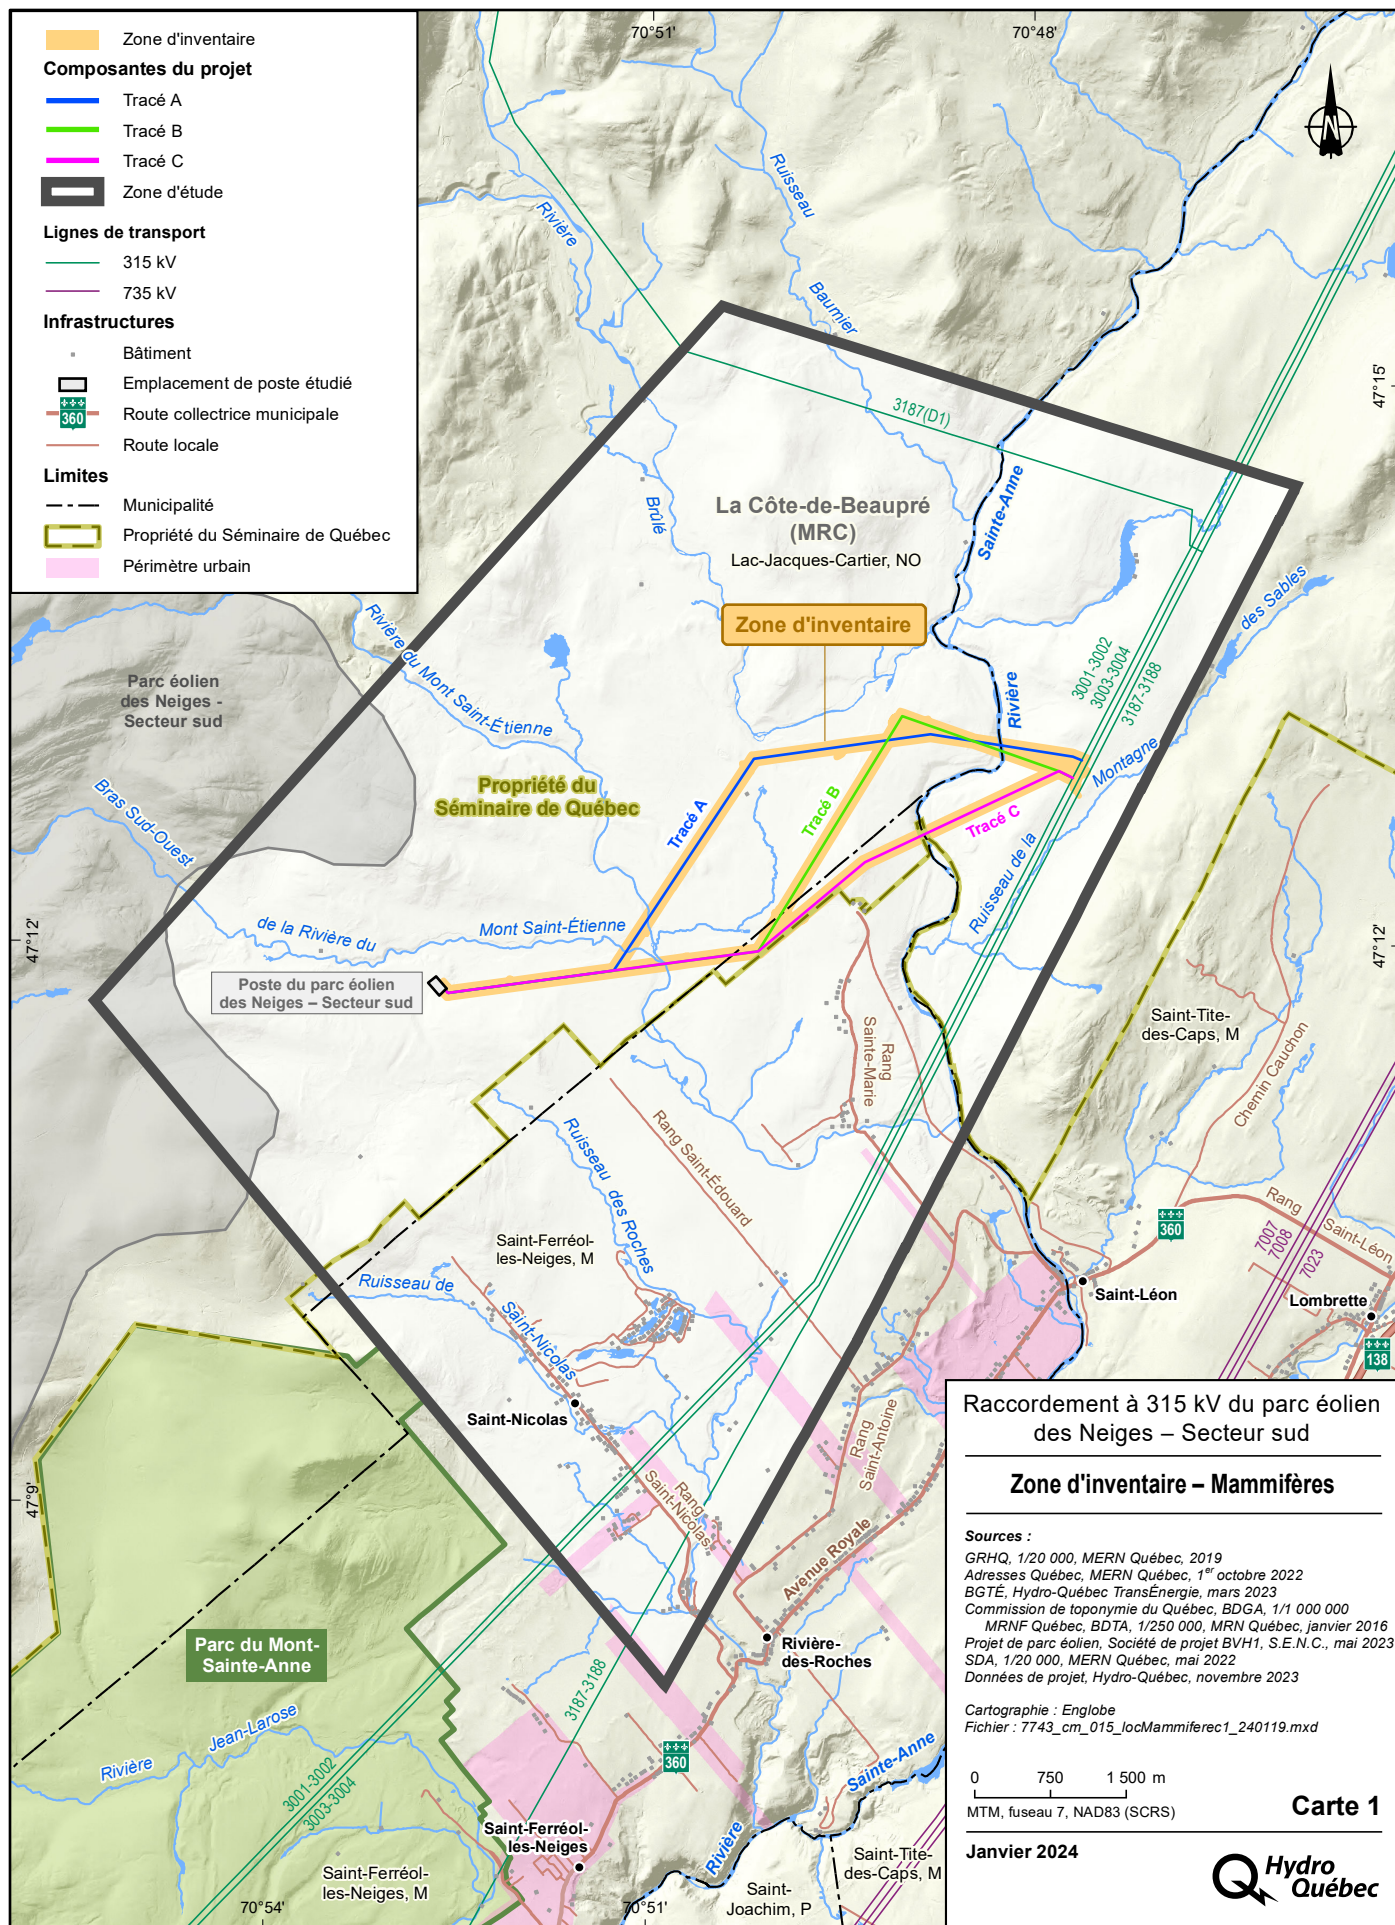 Zone d'inventaire
Composantes du projet
Tracé A
Tracé B
Tracé C
Zone d'étude
Lignes de transport
315 kV
735 kV
Infrastructures
Bâtiment
Emplacement de poste étudié
360
Route collectrice municipale
Route locale
Limites
Municipalité
Propriété du Séminaire de Québec
Périmètre urbain
70°51'
70°48'
47°15'
47°12'
47°12'
47°9'
70°54'
70°51'
Rivière
Brûlé
Ruisseau
Baumier
3187(D1)
La Côte-de-Beaupré
(MRC)
Lac-Jacques-Cartier, NO
Sainte-Anne
Rivière
Zone d'inventaire
3001-3002
3003-3004
3187-3188
des Sables
Montagne
Ruisseau de la
Rivière du Mont Saint-Étienne
Parc éolien
des Neiges -
Secteur sud
Propriété du
Séminaire de Québec
Bras Sud-Ouest
de la Rivière du
Mont Saint-Étienne
Tracé A
Tracé B
Tracé C
Poste du parc éolien
des Neiges – Secteur sud
Rang
Sainte-Marie
Saint-Tite-
des-Caps, M
Chemin Cauchon
Rang Saint-Édouard
Ruisseau des Roches
Saint-Ferréol-
les-Neiges, M
Ruisseau de
Saint-Nicolas
360
Rang
Saint-Léon
7007
7008
7023
Saint-Léon
Lombrette
138
Saint-Nicolas
Rang
Saint-Nicolas
Rang
Saint-Antoine
Avenue Royale
Rivière-
des-Roches
Parc du Mont-
Sainte-Anne
Rivière
Jean-Larose
3001-3002
3003-3004
3187-3188
360
Saint-Ferréol-
les-Neiges
Saint-Ferréol-
les-Neiges, M
Rivière
Sainte-Anne
Saint-
Joachim, P
Saint-Tite-
des-Caps, M
Raccordement à 315 kV du parc éolien
des Neiges – Secteur sud
Zone d'inventaire – Mammifères
Sources :
GRHQ, 1/20 000, MERN Québec, 2019
Adresses Québec, MERN Québec, 1er octobre 2022
BGTÉ, Hydro-Québec TransÉnergie, mars 2023
Commission de toponymie du Québec, BDGA, 1/1 000 000
MRNF Québec, BDTA, 1/250 000, MRN Québec, janvier 2016
Projet de parc éolien, Société de projet BVH1, S.E.N.C., mai 2023
SDA, 1/20 000, MERN Québec, mai 2022
Données de projet, Hydro-Québec, novembre 2023
Cartographie : Englobe
Fichier : 7743_cm_015_locMammiferec1_240119.mxd
0 750 1 500 m
MTM, fuseau 7, NAD83 (SCRS)
Carte 1
Janvier 2024
Hydro
Québec
N